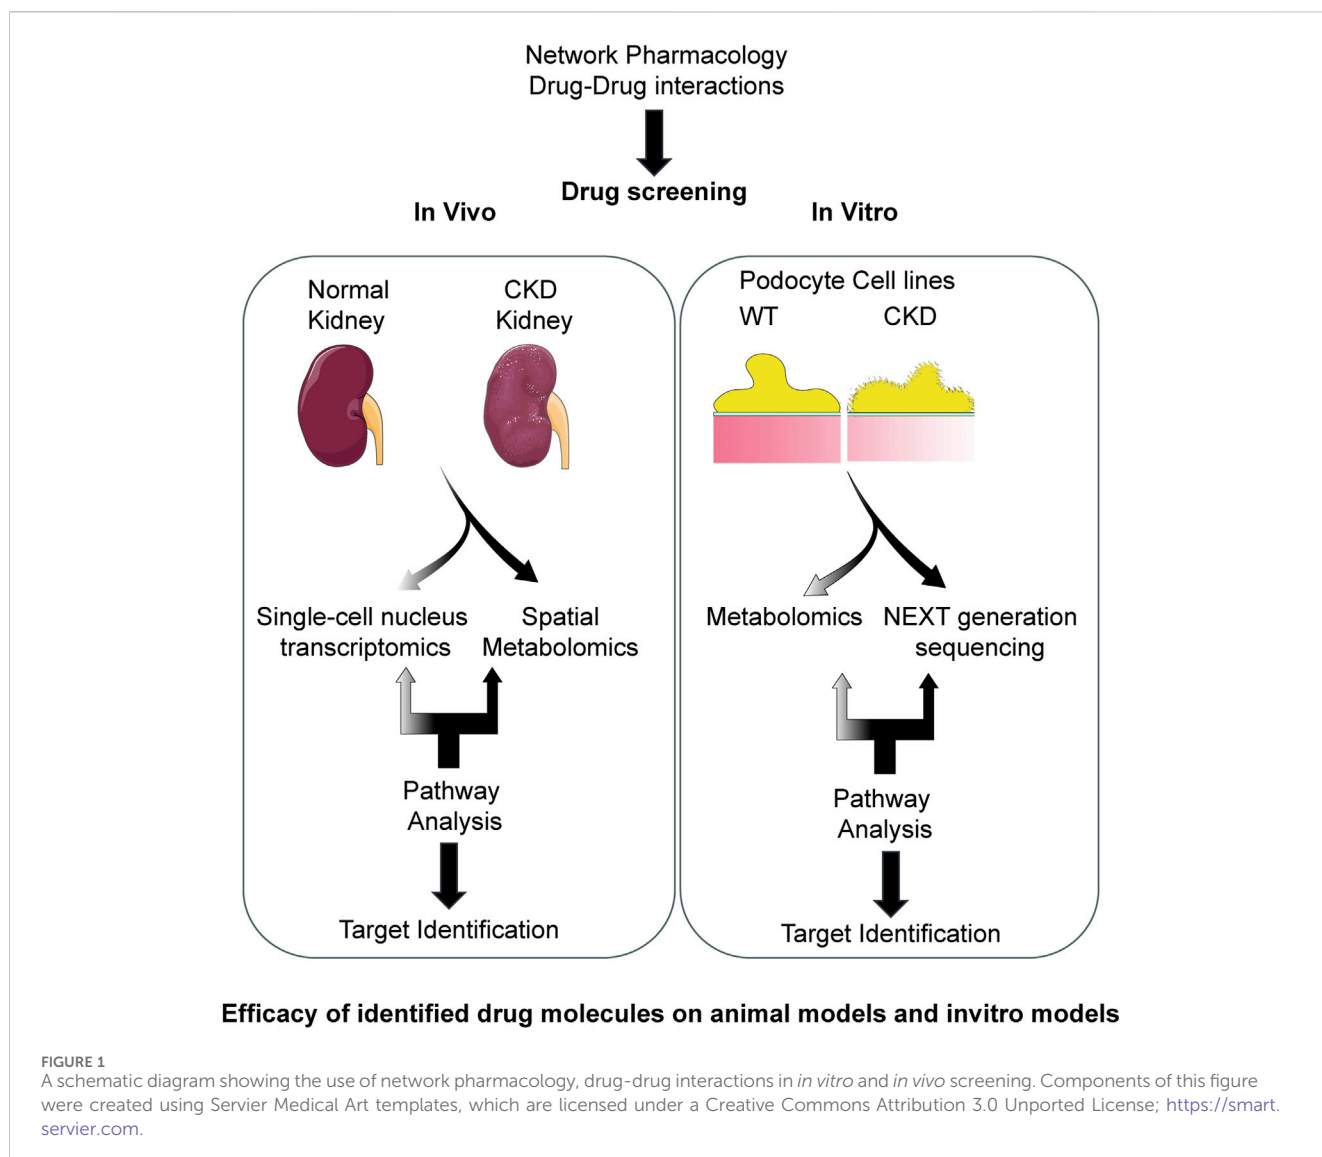 Network Pharmacology
Drug-Drug interactions
Drug screening
In Vivo
In Vitro
Normal
Kidney
CKD
Kidney
Single-cell nucleus
transcriptomics
Spatial
Metabolomics
Pathway
Analysis
Target Identification
Podocyte Cell lines
WT
CKD
Metabolomics
NEXT generation
sequencing
Pathway
Analysis
Target Identification
Efficacy of identified drug molecules on animal models and invitro models
FIGURE 1
A schematic diagram showing the use of network pharmacology, drug-drug interactions in in vitro and in vivo screening. Components of this figure
were created using Servier Medical Art templates, which are licensed under a Creative Commons Attribution 3.0 Unported License; https://smart.
servier.com.